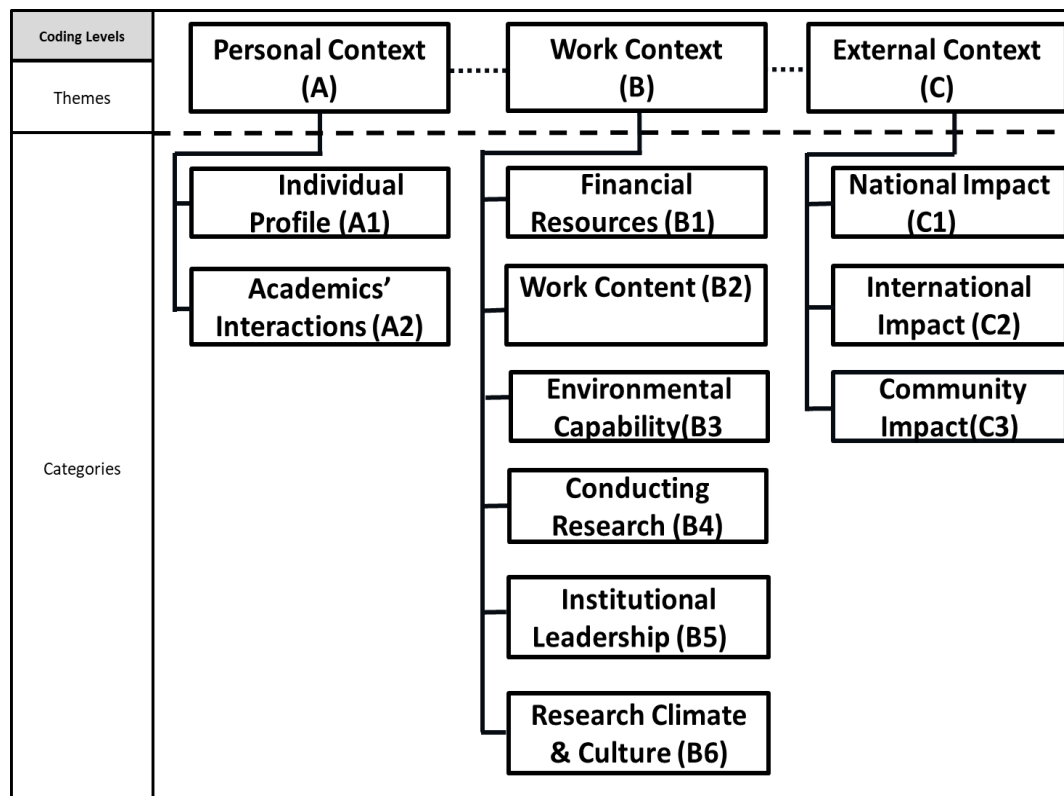 Coding Levels
Themes
Categories
Personal Context
(A)
Work Context
(B)
External Context
(C)
Individual
Profile (A1)
Academics’
Interactions (A2)
Financial
Resources (B1)
Work Content (B2)
Environmental
Capability(B3
Conducting
Research (B4)
Institutional
Leadership (B5)
Research Climate
& Culture (B6)
National Impact
(C1)
International
Impact (C2)
Community
Impact(C3)